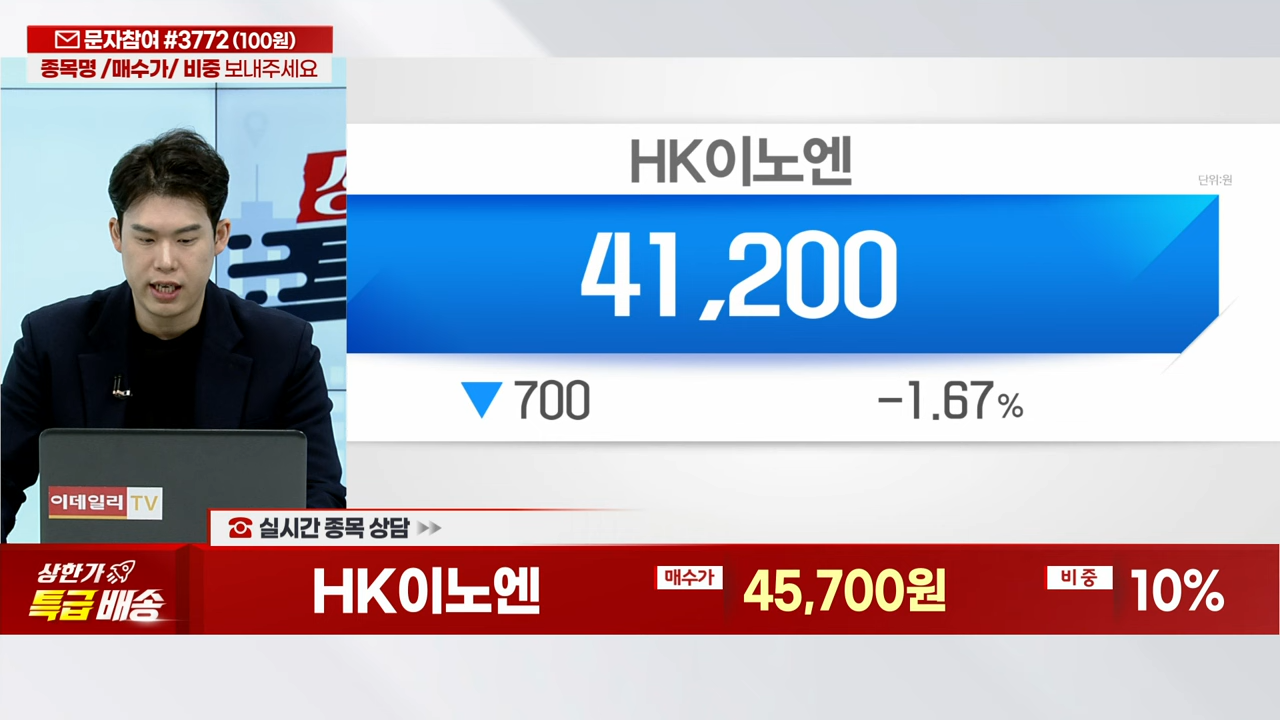 문자참여 #3772 (100원)
종목명 /매수가/ 비중 보내주세요
HK이노엔
단위:원
41,200
▼ 700 -1.67%
이데일리 TV
실시간 종목 상담
상한가
특급 배송
HK이노엔 매수가 45,700원 비중 10%